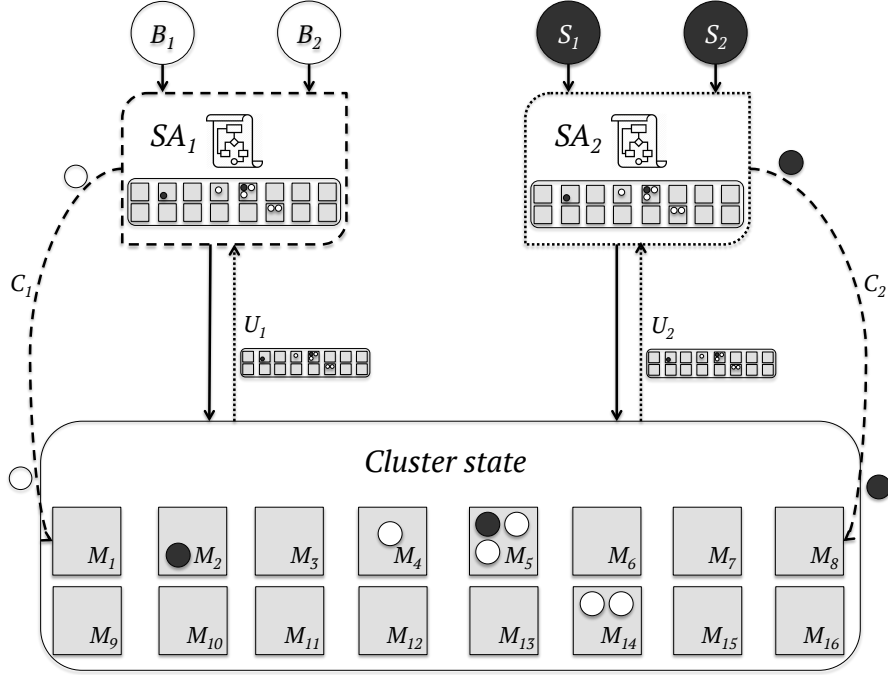 B1 B2 S1 S2
SA1 SA2
C1 C2
U1 U2
Cluster state
M1 M2 M3 M4 M5 M6 M7 M8
M9 M10 M11 M12 M13 M14 M15 M16